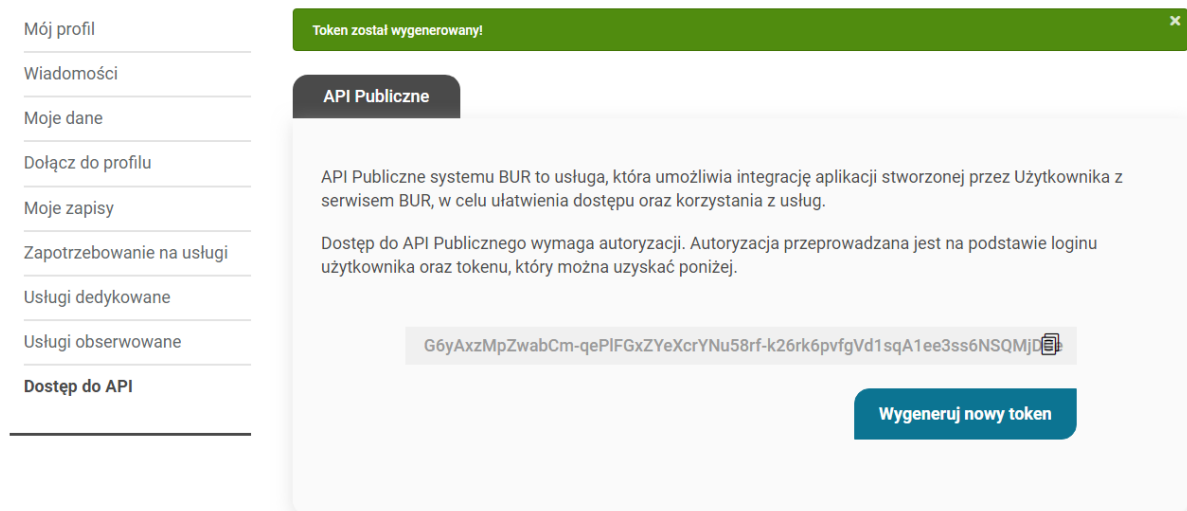 Mój profil
Wiadomości
Moje dane
Dołącz do profilu
Moje zapisy
Zapotrzebowanie na usługi
Usługi dedykowane
Usługi obserwowane
Dostęp do API
Token został wygenerowany!
API Publiczne
API Publiczne systemu BUR to usługa, która umożliwia integrację aplikacji stworzonej przez Użytkownika z
serwisem BUR, w celu ułatwienia dostępu oraz korzystania z usług.
Dostęp do API Publicznego wymaga autoryzacji. Autoryzacja przeprowadzana jest na podstawie loginu
użytkownika oraz tokenu, który można uzyskać poniżej.
Wygeneruj nowy token